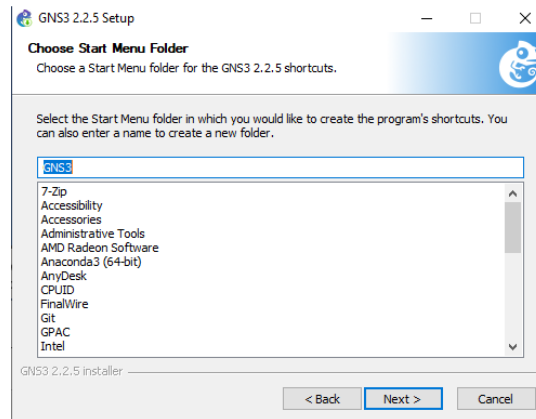 GNS3 2.2.5 Setup
Choose Start Menu Folder
Choose a Start Menu folder for the GNS3 2.2.5 shortcuts.
Select the Start Menu folder in which you would like to create the program's shortcuts. You
can also enter a name to create a new folder.
GNS3
7-Zip
Accessibility
Accessories
Administrative Tools
AMD Radeon Software
Anaconda3 (64-bit)
AnyDesk
CPUID
FinalWire
Git
GPAC
Intel
GNS3 2.2.5 installer
< Back Next > Cancel